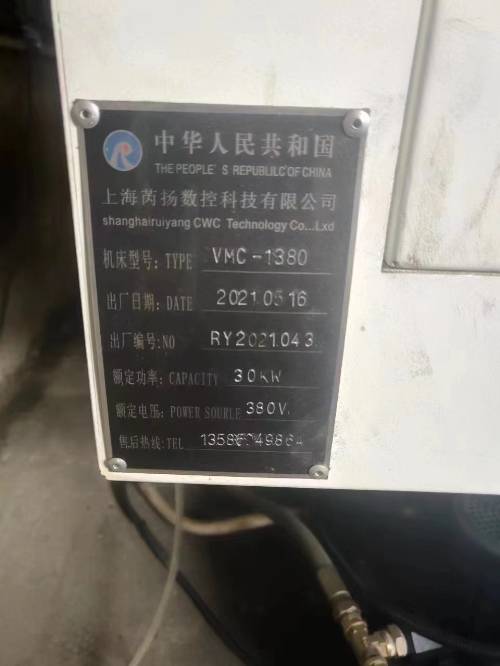 中华人民共和国
THE PEOPLE' S REPUBLILC OF CHINA
上海芮扬数控科技有限公司
shanghairuiyang CWC Technology Co...Lxd
机床型号: TYPE VMC-1380
出厂日期: DATE 2021.05 16
出厂编号:NO RY2021.043
额定功率: CAPACITY 30KW
额定电压: POWER SOURLE 380V.
售后热线: TEL